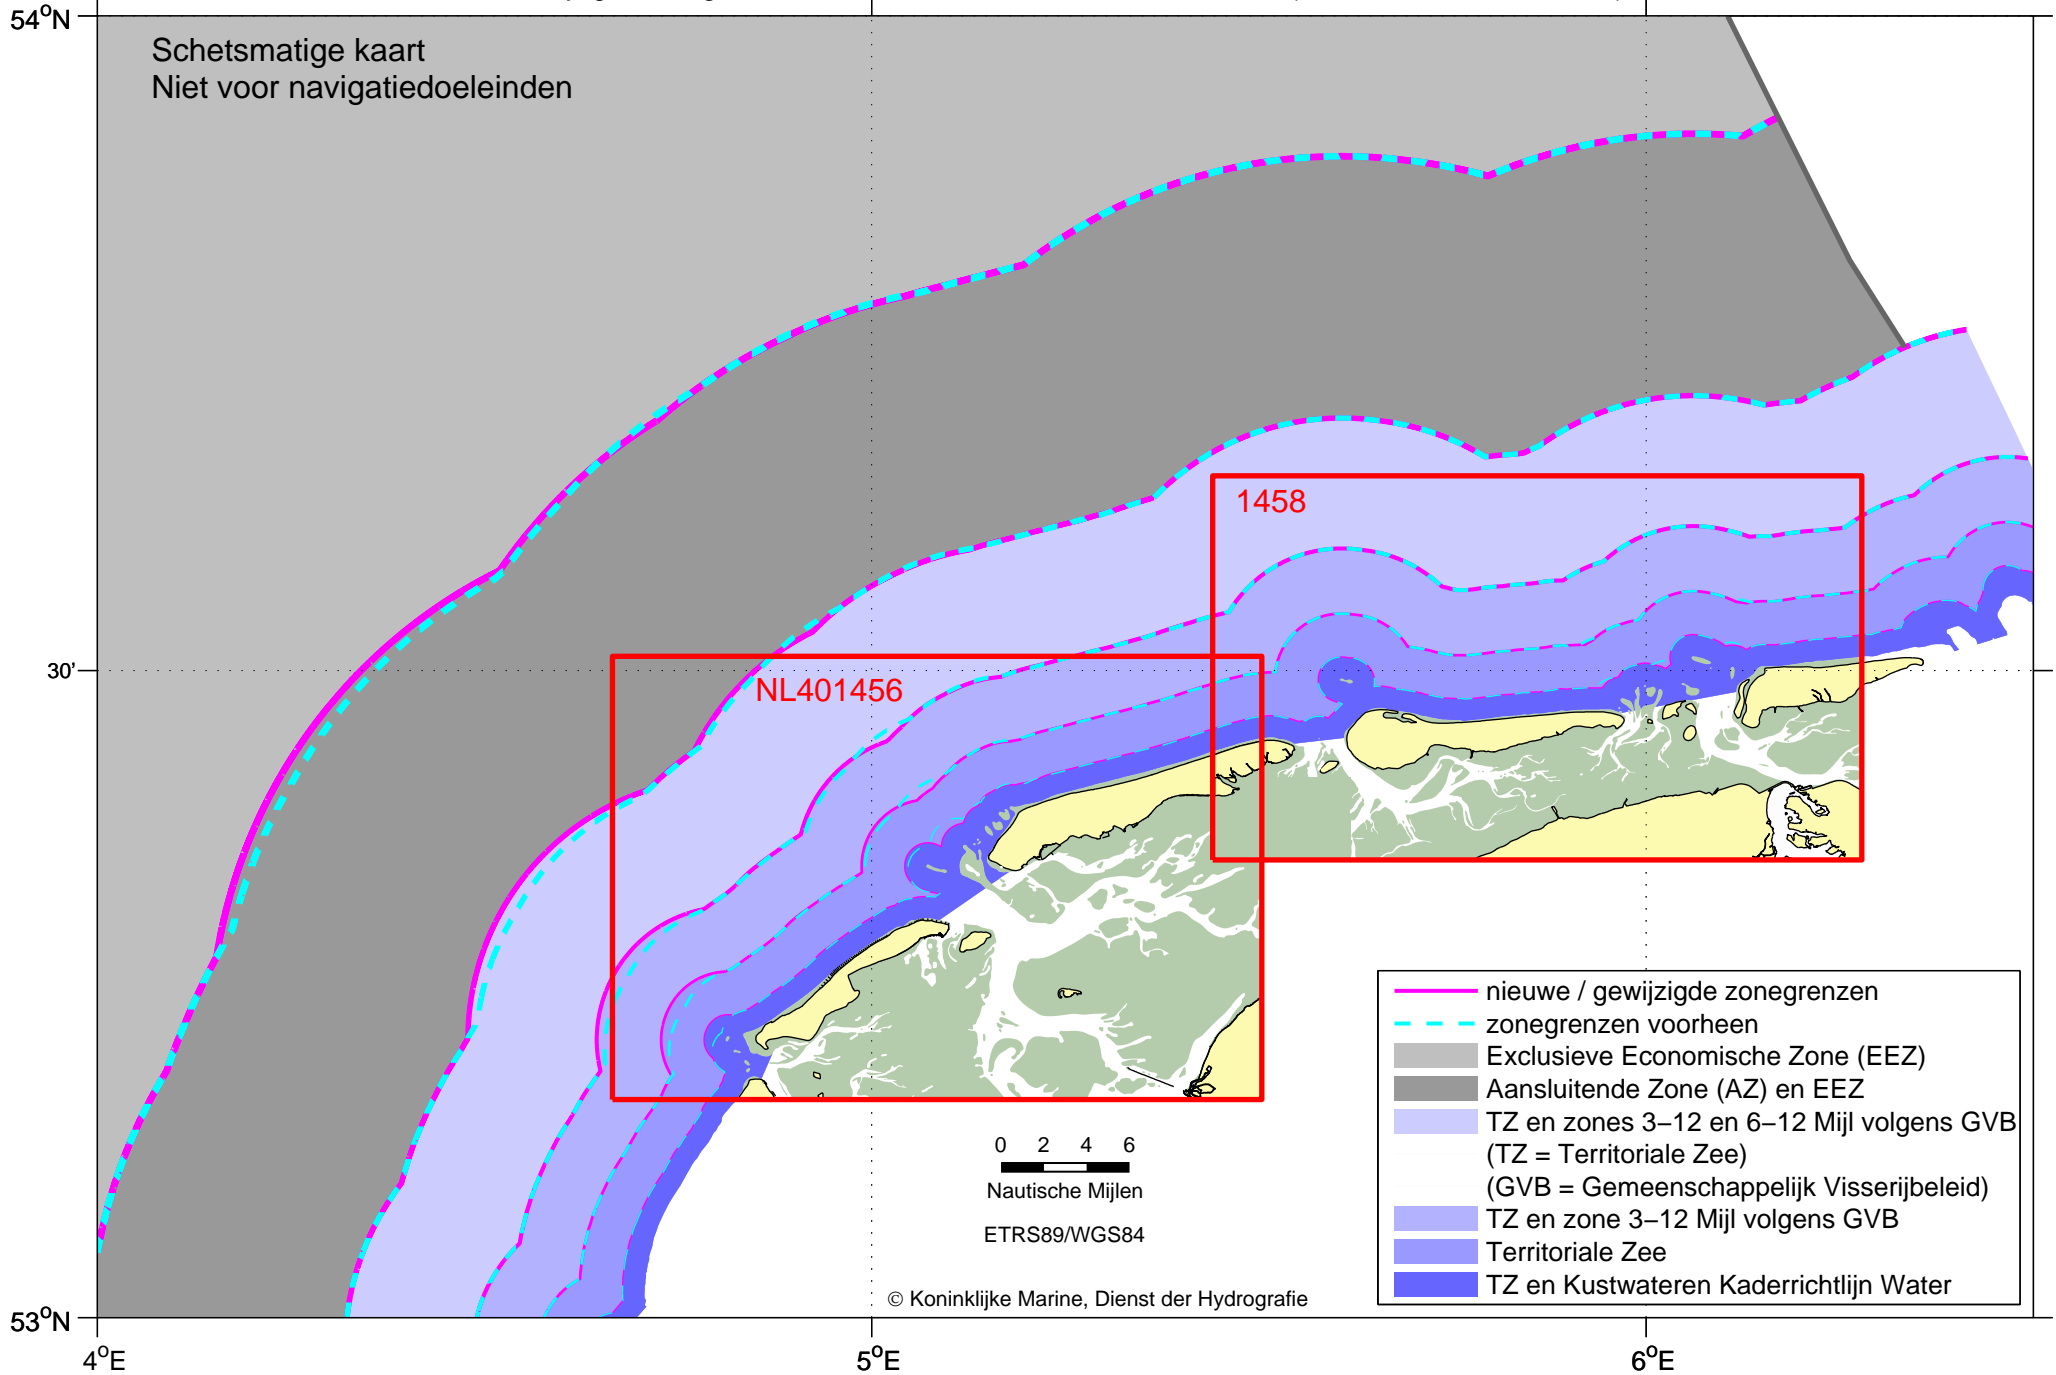 54°N
Schetsmatige kaart
Niet voor navigatiedoeleinden
1458
30'
NL401456
nieuwe / gewijzigde zonegrenzen
zonegrenzen voorheen
Exclusieve Economische Zone (EEZ)
Aansluitende Zone (AZ) en EEZ
TZ en zones 3–12 en 6–12 Mijl volgens GVB
(TZ = Territoriale Zee)
(GVB = Gemeenschappelijk Visserijbeleid)
TZ en zone 3–12 Mijl volgens GVB
Territoriale Zee
TZ en Kustwateren Kaderrichtlijn Water
0 2 4 6
Nautische Mijlen
ETRS89/WGS84
© Koninklijke Marine, Dienst der Hydrografie
53°N
4°E 5°E 6°E